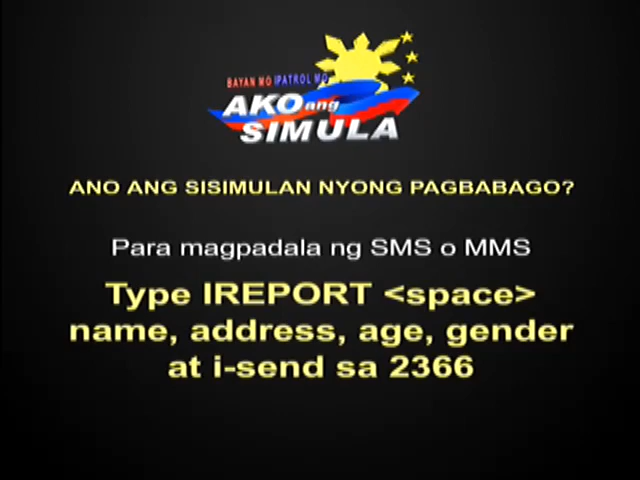 BAYAN MO IPATROL MO
AKO ang
SIMULA
ANO ANG SISIMULAN NYONG PAGBABAGO?
Para magpadala ng SMS o MMS
Type IREPORT <space>
name, address, age, gender
at i-send sa 2366